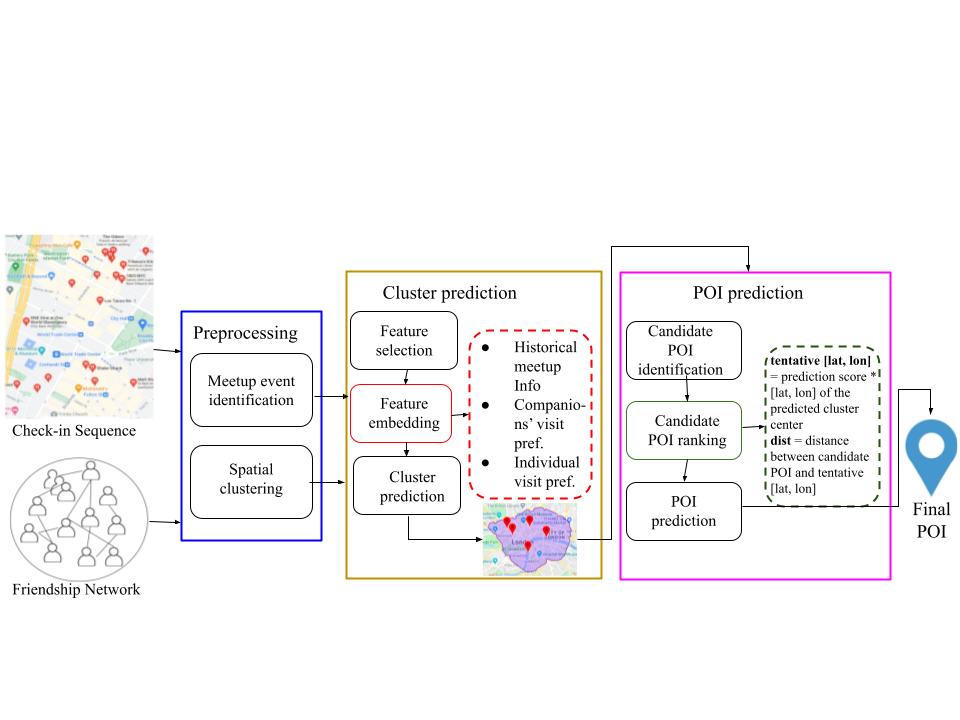 Check-in Sequence
Friendship Network
Preprocessing
Meetup event
identification
Spatial
clustering
Cluster prediction
Feature
selection
Feature
embedding
Cluster
prediction
● Historical
meetup
Info
● Companio-
ns’ visit
pref.
● Individual
visit pref.
POI prediction
Candidate
POI
identification
Candidate
POI ranking
POI
prediction
tentative [lat, lon]
= prediction score *
[lat, lon] of the
predicted cluster
center
dist = distance
between candidate
POI and tentative
[lat, lon]
Final
POI